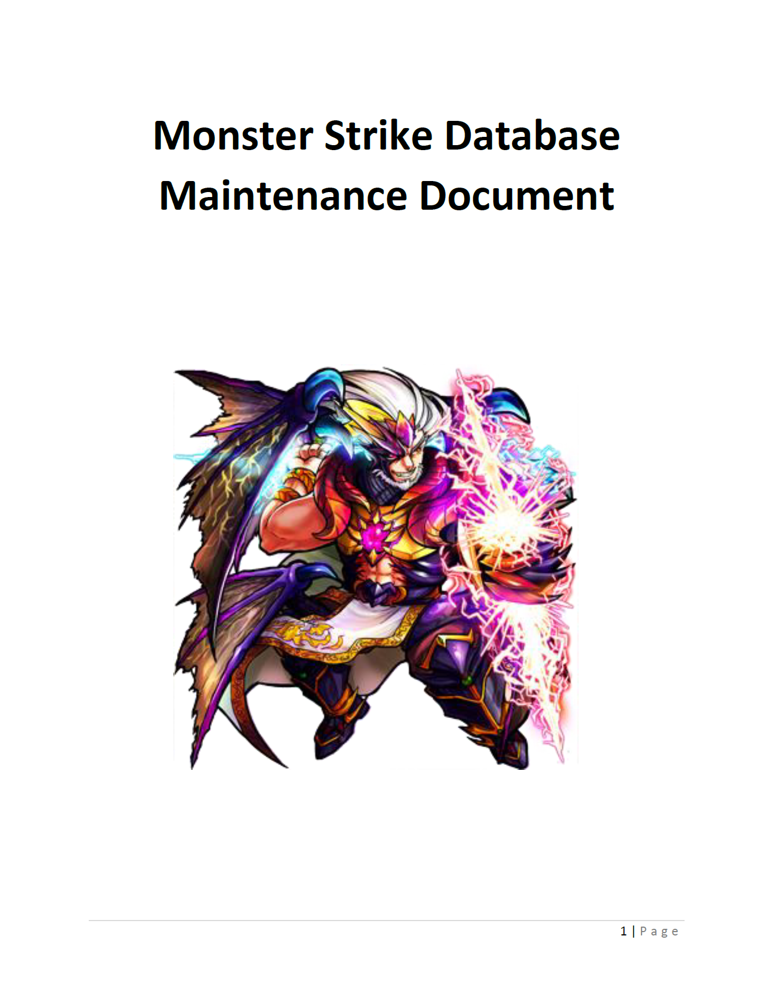 Monster Strike Database
Maintenance Document
1 | Page